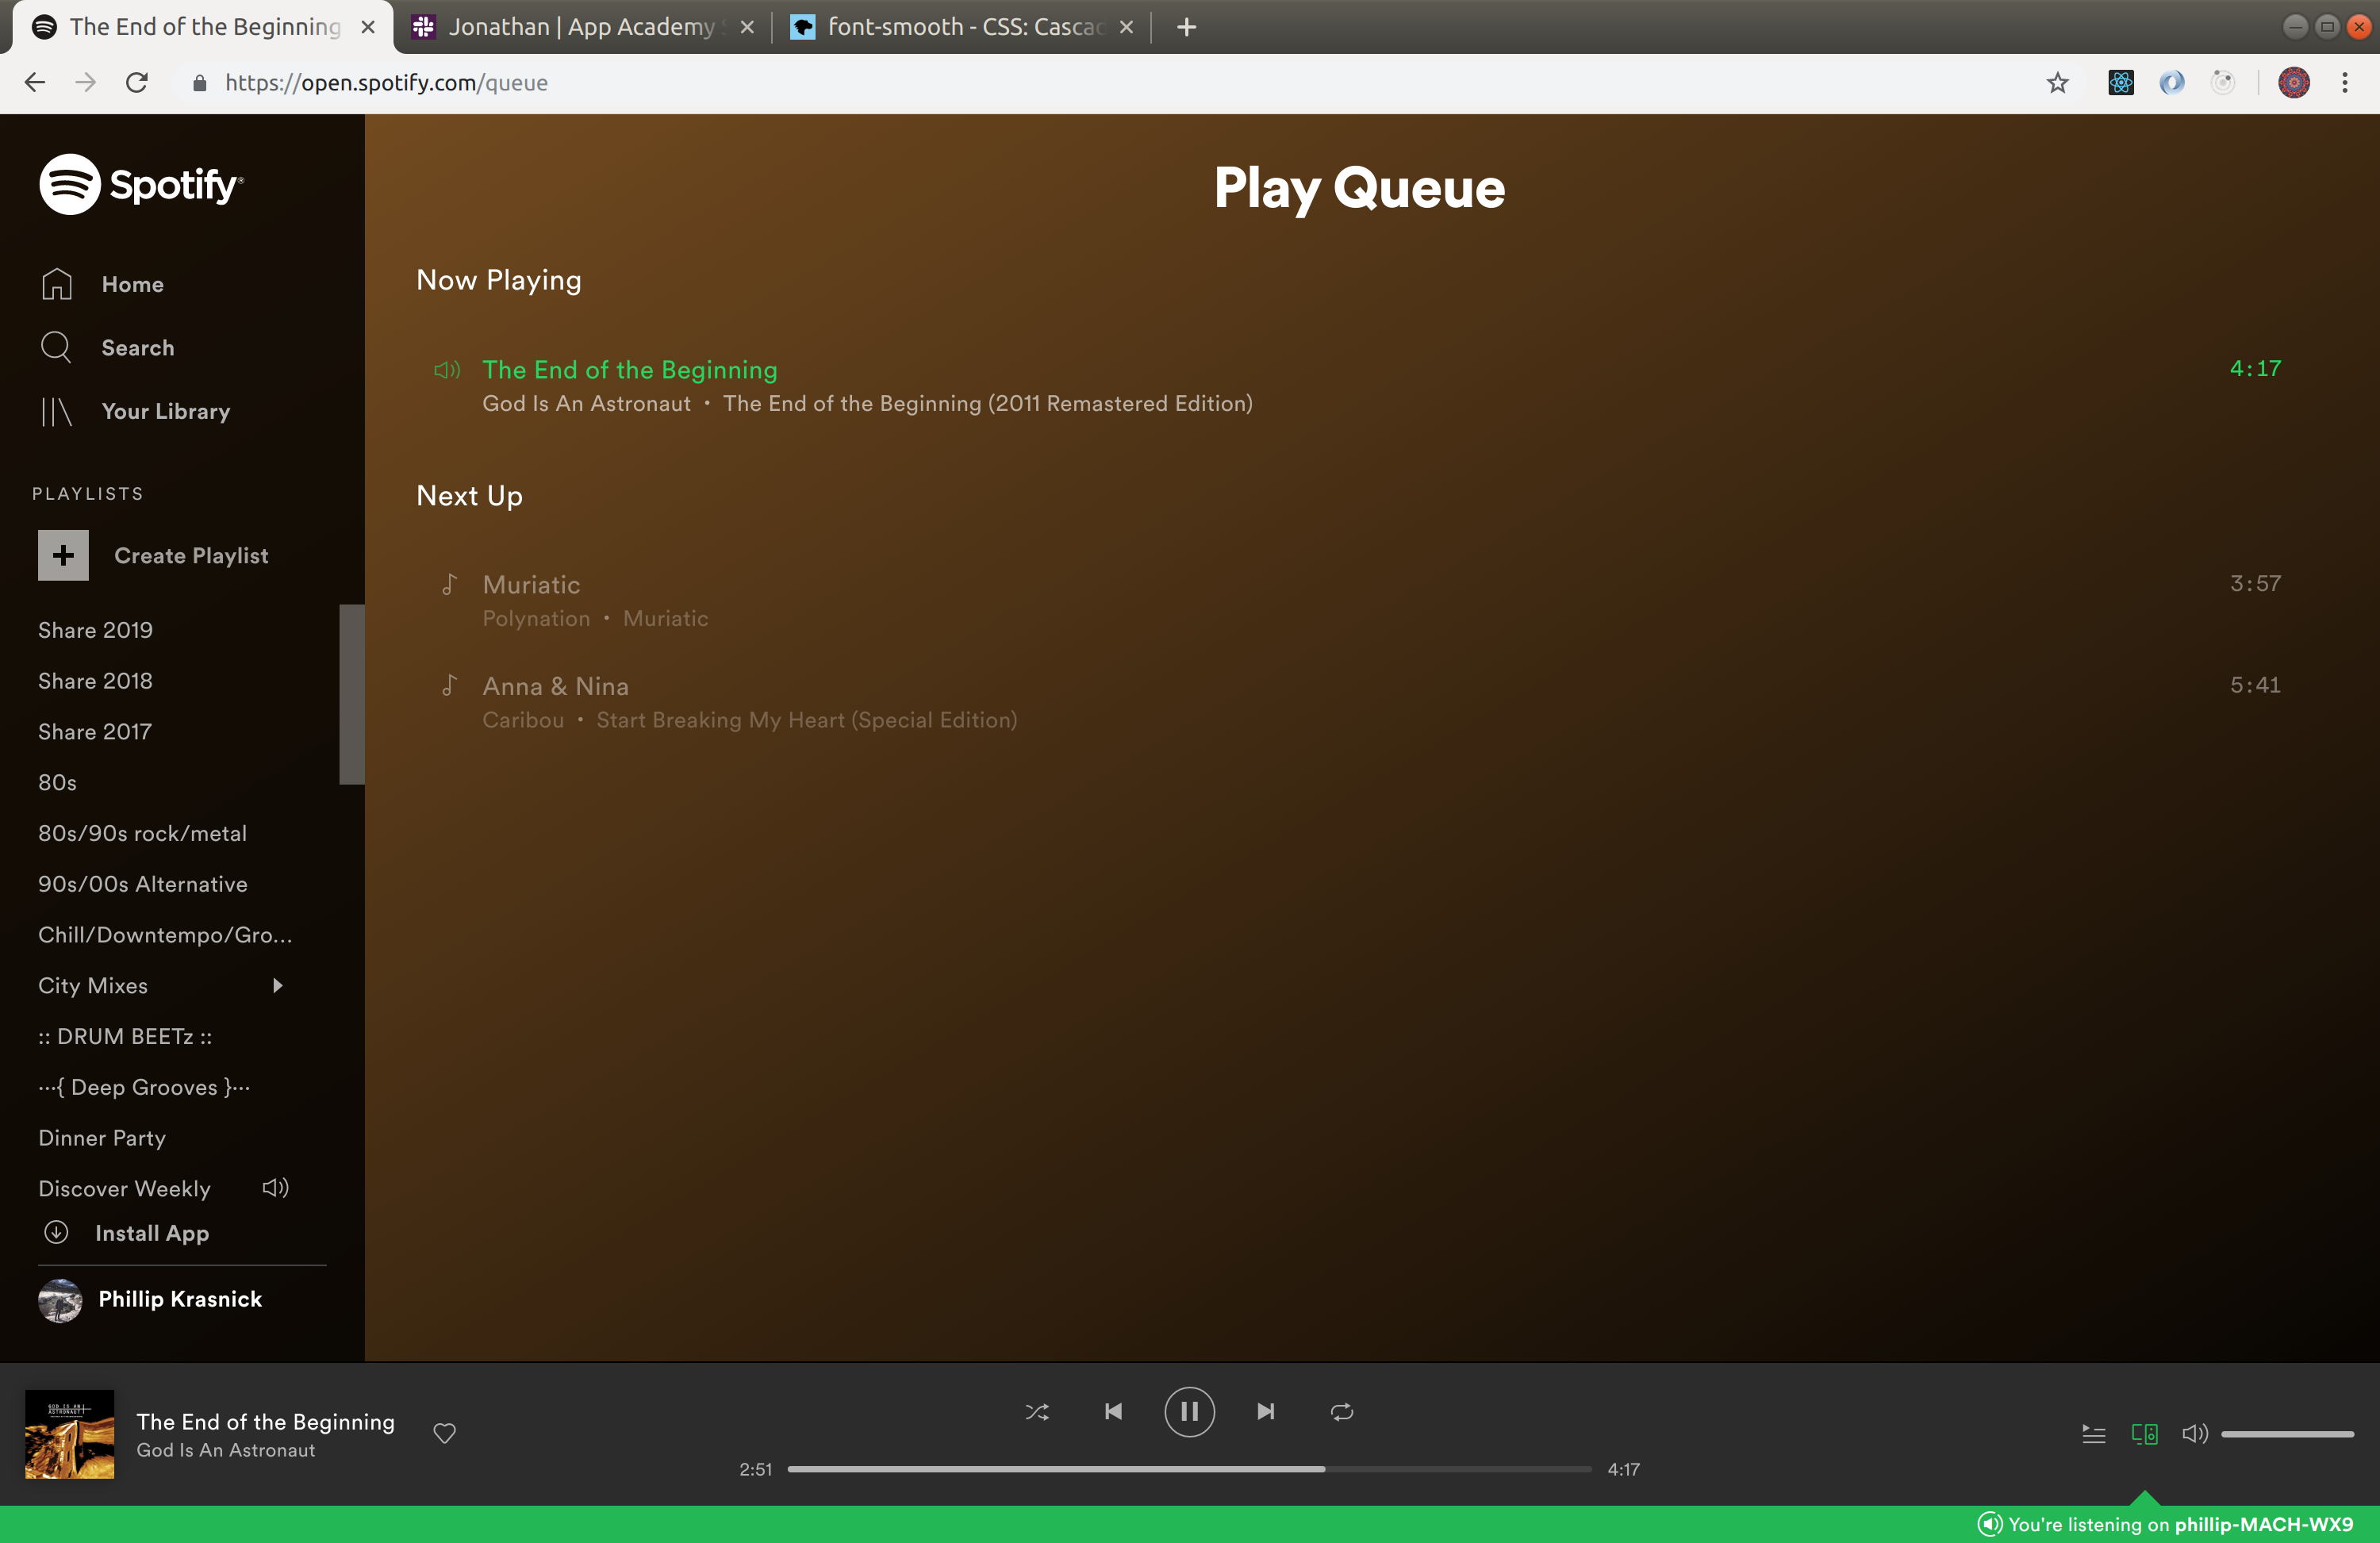 The End of the Beginning
Jonathan | App Academy S
font-smooth - CSS: Cascad
https://open.spotify.com/queue
Spotify®
Home
Search
Your Library
PLAYLISTS
Create Playlist
Share 2019
Share 2018
Share 2017
80s
80s/90s rock/metal
90s/00s Alternative
Chill/Downtempo/Gro...
City Mixes
:: DRUM BEETz ::
···{ Deep Grooves }···
Dinner Party
Discover Weekly
Install App
Phillip Krasnick
Play Queue
Now Playing
The End of the Beginning 4:17
God Is An Astronaut • The End of the Beginning (2011 Remastered Edition)
Next Up
Muriatic 3:57
Polynation • Muriatic
Anna & Nina 5:41
Caribou • Start Breaking My Heart (Special Edition)
GOD IS AN
ASTRONAUT
The End of the Beginning
God Is An Astronaut
2:51 4:17
You're listening on phillip-MACH-WX9